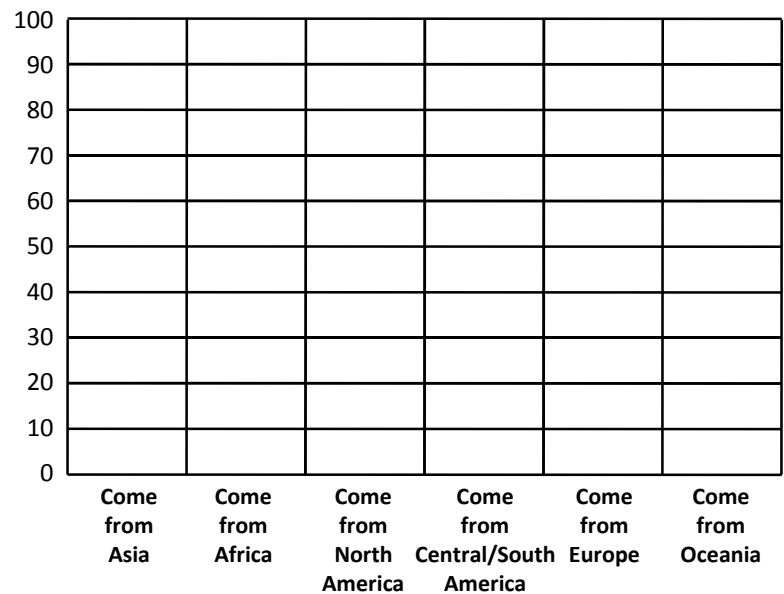 100
90
80
70
60
50
40
30
20
10
0
Come Come Come Come Come Come
from from from from from from
Asia Africa North Central/South Europe Oceania
America America